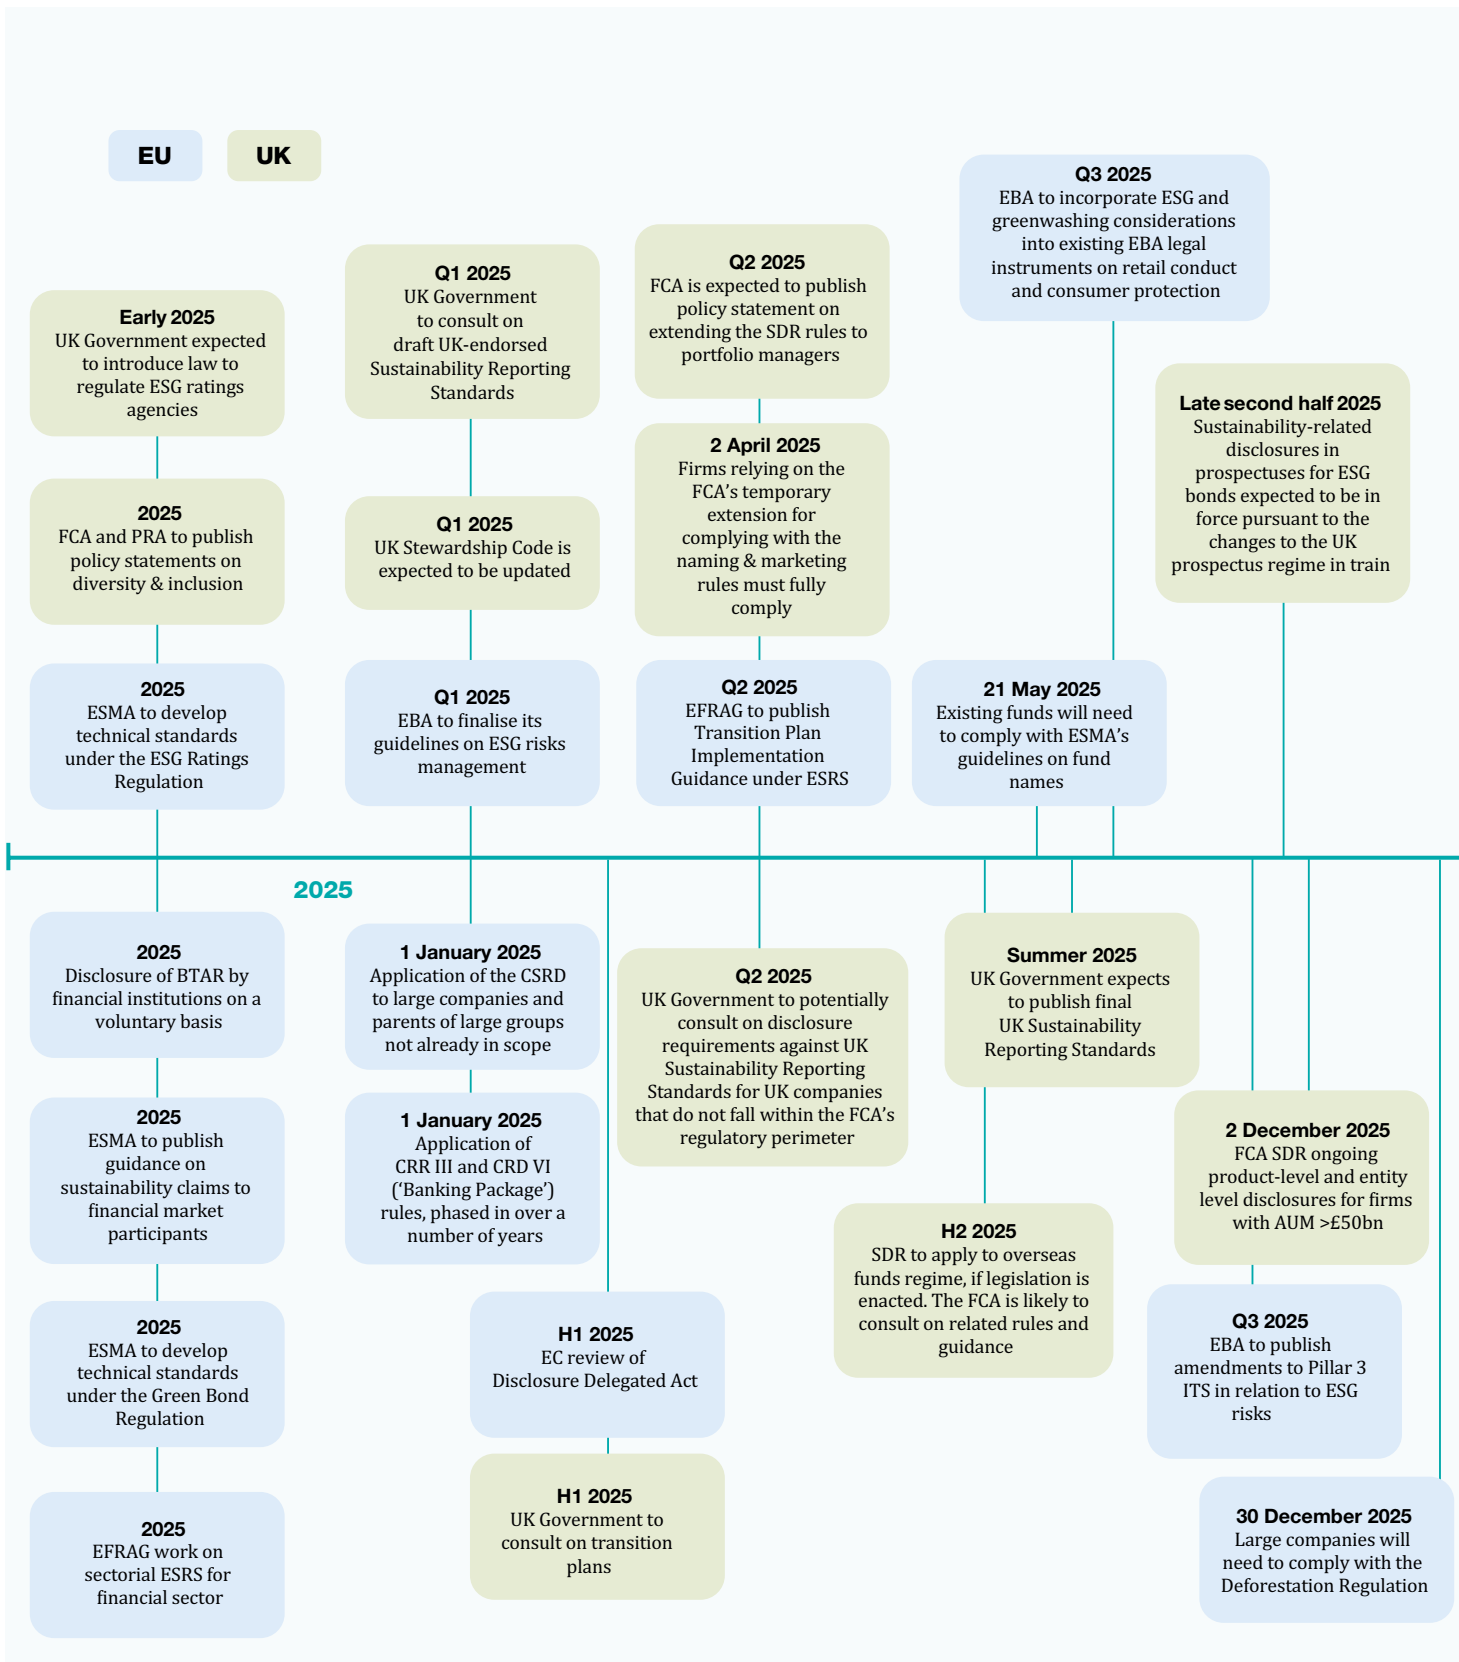 EU
UK
Early 2025
UK Government expected
to introduce law to
regulate ESG ratings
agencies
2025
FCA and PRA to publish
policy statements on
diversity & inclusion
2025
ESMA to develop
technical standards
under the ESG Ratings
Regulation
Q1 2025
UK Government
to consult on
draft UK-endorsed
Sustainability Reporting
Standards
Q1 2025
UK Stewardship Code is
expected to be updated
Q1 2025
EBA to finalise its
guidelines on ESG risks
management
Q2 2025
FCA is expected to publish
policy statement on
extending the SDR rules to
portfolio managers
2 April 2025
Firms relying on the
FCA’s temporary
extension for
complying with the
naming & marketing
rules must fully
comply
Q2 2025
EFRAG to publish
Transition Plan
Implementation
Guidance under ESRS
Q3 2025
EBA to incorporate ESG and
greenwashing considerations
into existing EBA legal
instruments on retail conduct
and consumer protection
21 May 2025
Existing funds will need
to comply with ESMA’s
guidelines on fund
names
Late second half 2025
Sustainability-related
disclosures in
prospectuses for ESG
bonds expected to be in
force pursuant to the
changes to the UK
prospectus regime in train
2025
2025
Disclosure of BTAR by
financial institutions on a
voluntary basis
2025
ESMA to publish
guidance on
sustainability claims to
financial market
participants
2025
ESMA to develop
technical standards
under the Green Bond
Regulation
2025
EFRAG work on
sectorial ESRS for
financial sector
1 January 2025
Application of the CSRD
to large companies and
parents of large groups
not already in scope
1 January 2025
Application of
CRR III and CRD VI
(‘Banking Package’)
rules, phased in over a
number of years
H1 2025
EC review of
Disclosure Delegated Act
H1 2025
UK Government to
consult on transition
plans
Q2 2025
UK Government to potentially
consult on disclosure
requirements against UK
Sustainability Reporting
Standards for UK companies
that do not fall within the FCA’s
regulatory perimeter
Summer 2025
UK Government expects
to publish final
UK Sustainability
Reporting Standards
H2 2025
SDR to apply to overseas
funds regime, if legislation is
enacted. The FCA is likely to
consult on related rules and
guidance
2 December 2025
FCA SDR ongoing
product-level and entity
level disclosures for firms
with AUM >£50bn
Q3 2025
EBA to publish
amendments to Pillar 3
ITS in relation to ESG
risks
30 December 2025
Large companies will
need to comply with the
Deforestation Regulation